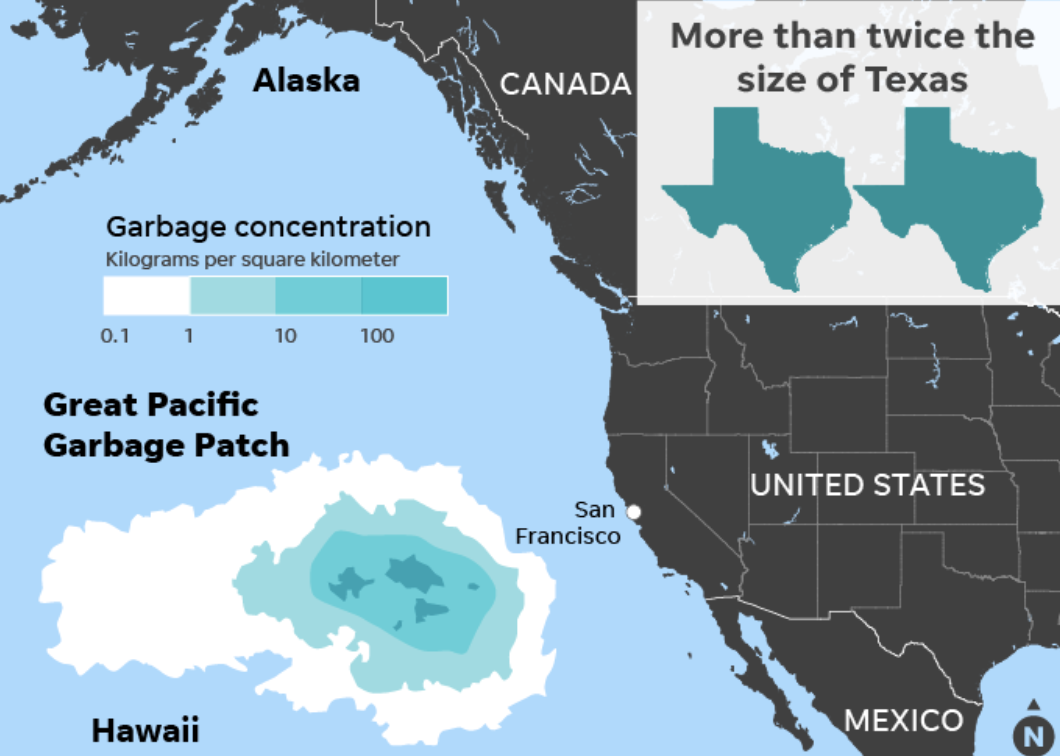 More than twice the
size of Texas
Alaska
CANADA
Garbage concentration
Kilograms per square kilometer
0.1 1 10 100
Great Pacific
Garbage Patch
San
Francisco
UNITED STATES
Hawaii
MEXICO
N